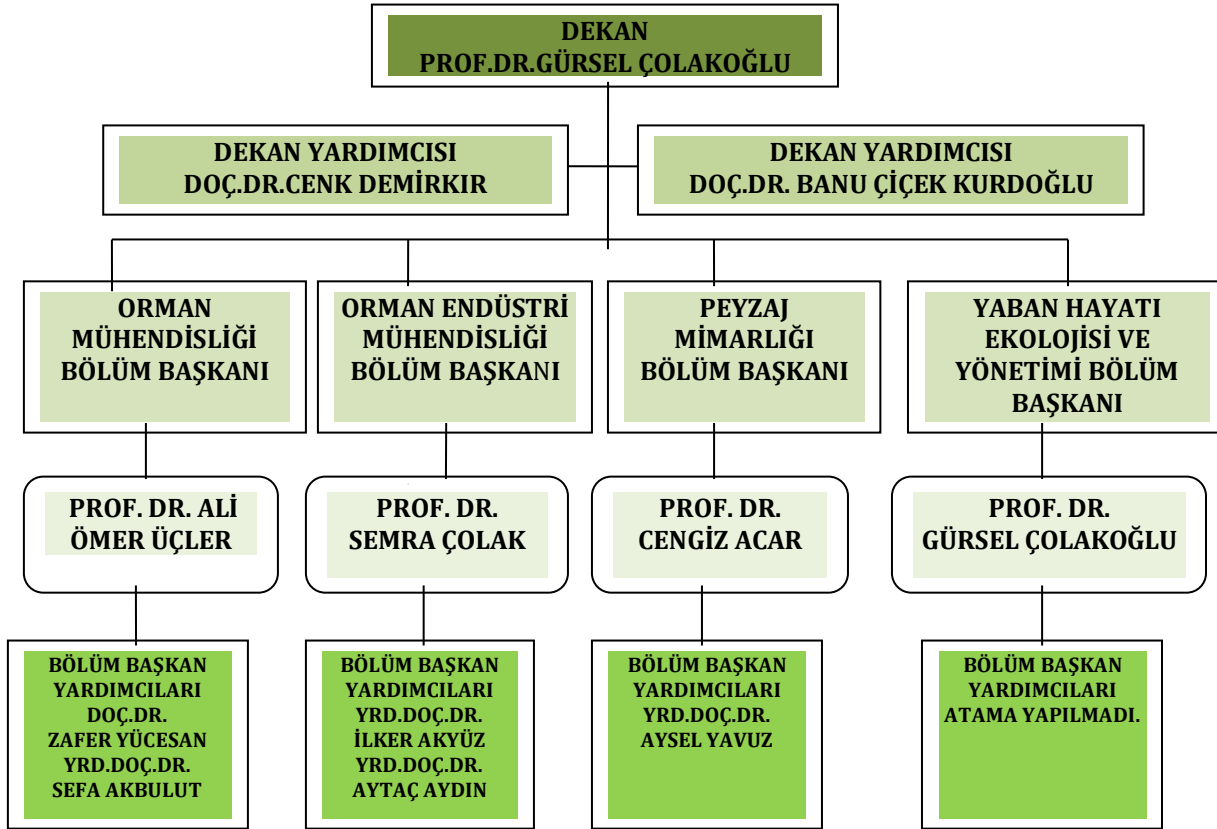 DEKAN
PROF.DR.GÜRSEL ÇOLAKOĞLU
DEKAN YARDIMCISI
DOÇ.DR.CENK DEMİRKIR
DEKAN YARDIMCISI
DOÇ.DR. BANU ÇİÇEK KURDOĞLU
ORMAN
MÜHENDİSLİĞİ
BÖLÜM BAŞKANI
ORMAN ENDÜSTRİ
MÜHENDİSLİĞİ
BÖLÜM BAŞKANI
PEYZAJ
MİMARLIĞI
BÖLÜM BAŞKANI
YABAN HAYATI
EKOLOJİSİ VE
YÖNETİMİ BÖLÜM
BAŞKANI
PROF. DR. ALİ
ÖMER ÜÇLER
PROF. DR.
SEMRA ÇOLAK
PROF. DR.
CENGİZ ACAR
PROF. DR.
GÜRSEL ÇOLAKOĞLU
BÖLÜM BAŞKAN
YARDIMCILARI
DOÇ.DR.
ZAFER YÜCESAN
YRD.DOÇ.DR.
SEFA AKBULUT
BÖLÜM BAŞKAN
YARDIMCILARI
YRD.DOÇ.DR.
İLKER AKYÜZ
YRD.DOÇ.DR.
AYTAÇ AYDIN
BÖLÜM BAŞKAN
YARDIMCILARI
YRD.DOÇ.DR.
AYSEL YAVUZ
BÖLÜM BAŞKAN
YARDIMCILARI
ATAMA YAPILMADI.